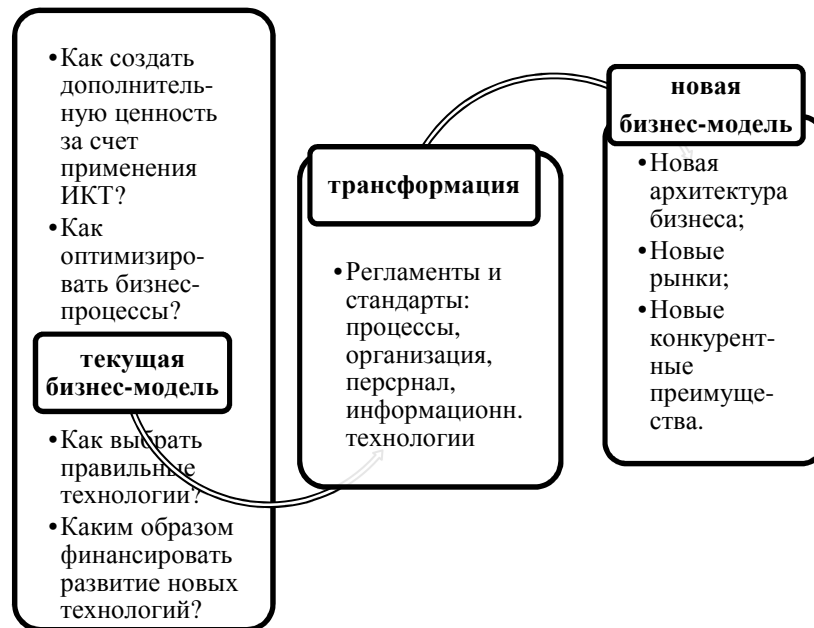 •Как создать
дополнитель-
ную ценность
за счет
применения
ИКТ?
•Как
оптимизиро-
вать бизнес-
процессы?
текущая
бизнес-модель
•Как выбрать
правильные
технологии?
•Каким образом
финансировать
развитие новых
технологий?
трансформация
•Регламенты и
стандарты:
процессы,
организация,
персрнал,
информационн.
технологии
новая
бизнес-модель
•Новая
архитектура
бизнеса;
•Новые
рынки;
•Новые
конкурент-
ные
преимуще-
ства.